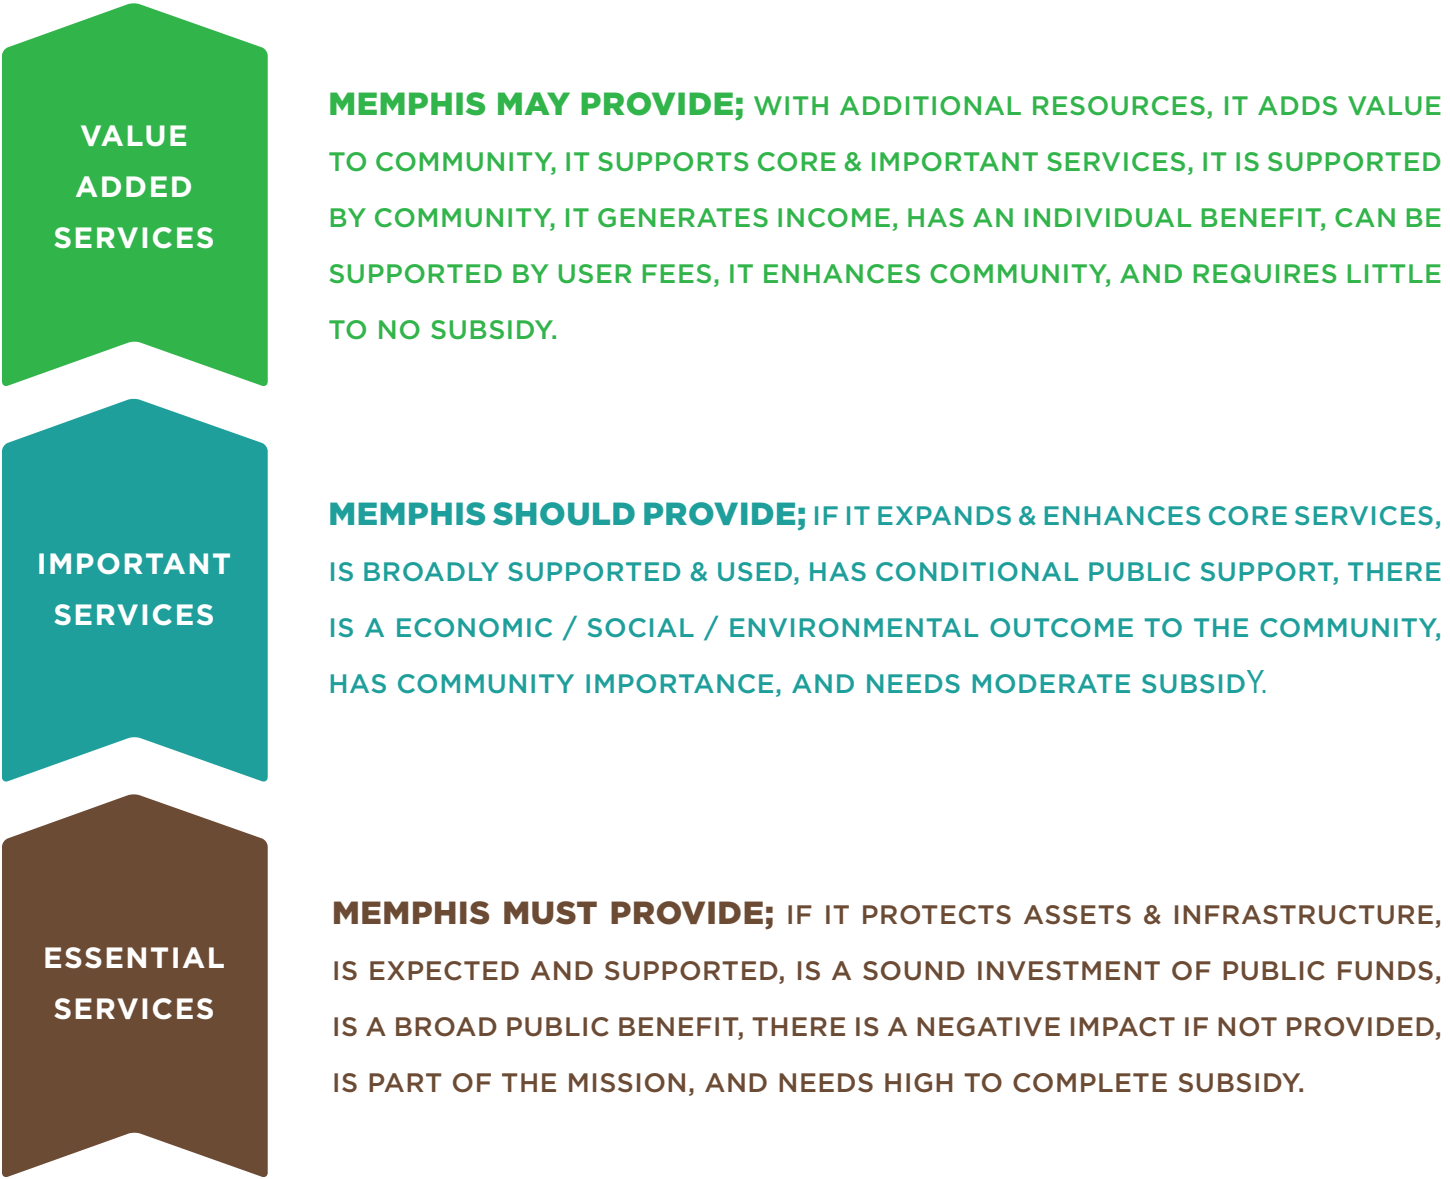 VALUE
ADDED
SERVICES
MEMPHIS MAY PROVIDE; WITH ADDITIONAL RESOURCES, IT ADDS VALUE
TO COMMUNITY, IT SUPPORTS CORE & IMPORTANT SERVICES, IT IS SUPPORTED
BY COMMUNITY, IT GENERATES INCOME, HAS AN INDIVIDUAL BENEFIT, CAN BE
SUPPORTED BY USER FEES, IT ENHANCES COMMUNITY, AND REQUIRES LITTLE
TO NO SUBSIDY.
IMPORTANT
SERVICES
MEMPHIS SHOULD PROVIDE; IF IT EXPANDS & ENHANCES CORE SERVICES,
IS BROADLY SUPPORTED & USED, HAS CONDITIONAL PUBLIC SUPPORT, THERE
IS A ECONOMIC / SOCIAL / ENVIRONMENTAL OUTCOME TO THE COMMUNITY,
HAS COMMUNITY IMPORTANCE, AND NEEDS MODERATE SUBSIDY.
ESSENTIAL
SERVICES
MEMPHIS MUST PROVIDE; IF IT PROTECTS ASSETS & INFRASTRUCTURE,
IS EXPECTED AND SUPPORTED, IS A SOUND INVESTMENT OF PUBLIC FUNDS,
IS A BROAD PUBLIC BENEFIT, THERE IS A NEGATIVE IMPACT IF NOT PROVIDED,
IS PART OF THE MISSION, AND NEEDS HIGH TO COMPLETE SUBSIDY.